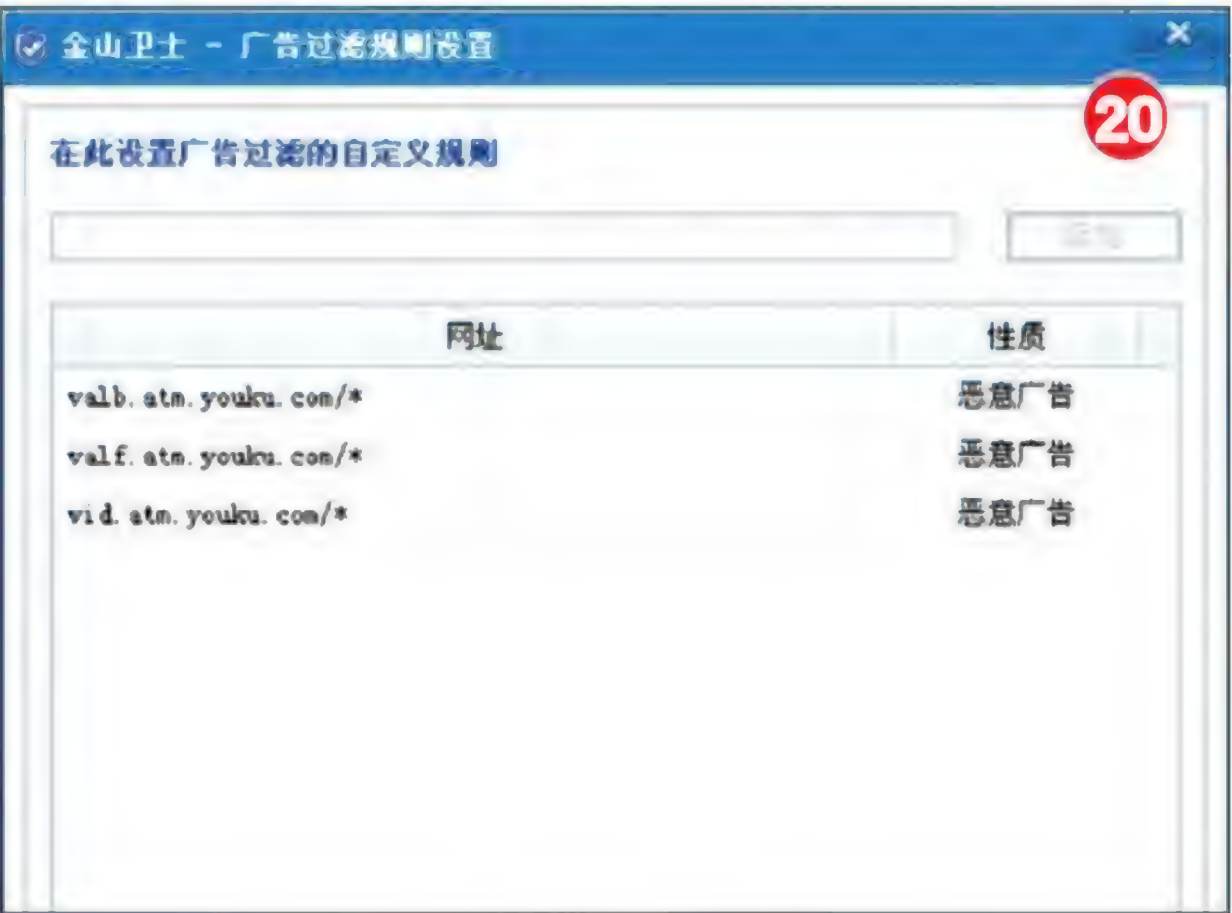 金山卫士 - 广告过滤规则设置
20
在此设置广告过滤的自定义规则
网址 性质
valb.atm.youku.com/* 恶意广告
valf.atm.youku.com/* 恶意广告
vid.atm.youku.com/* 恶意广告